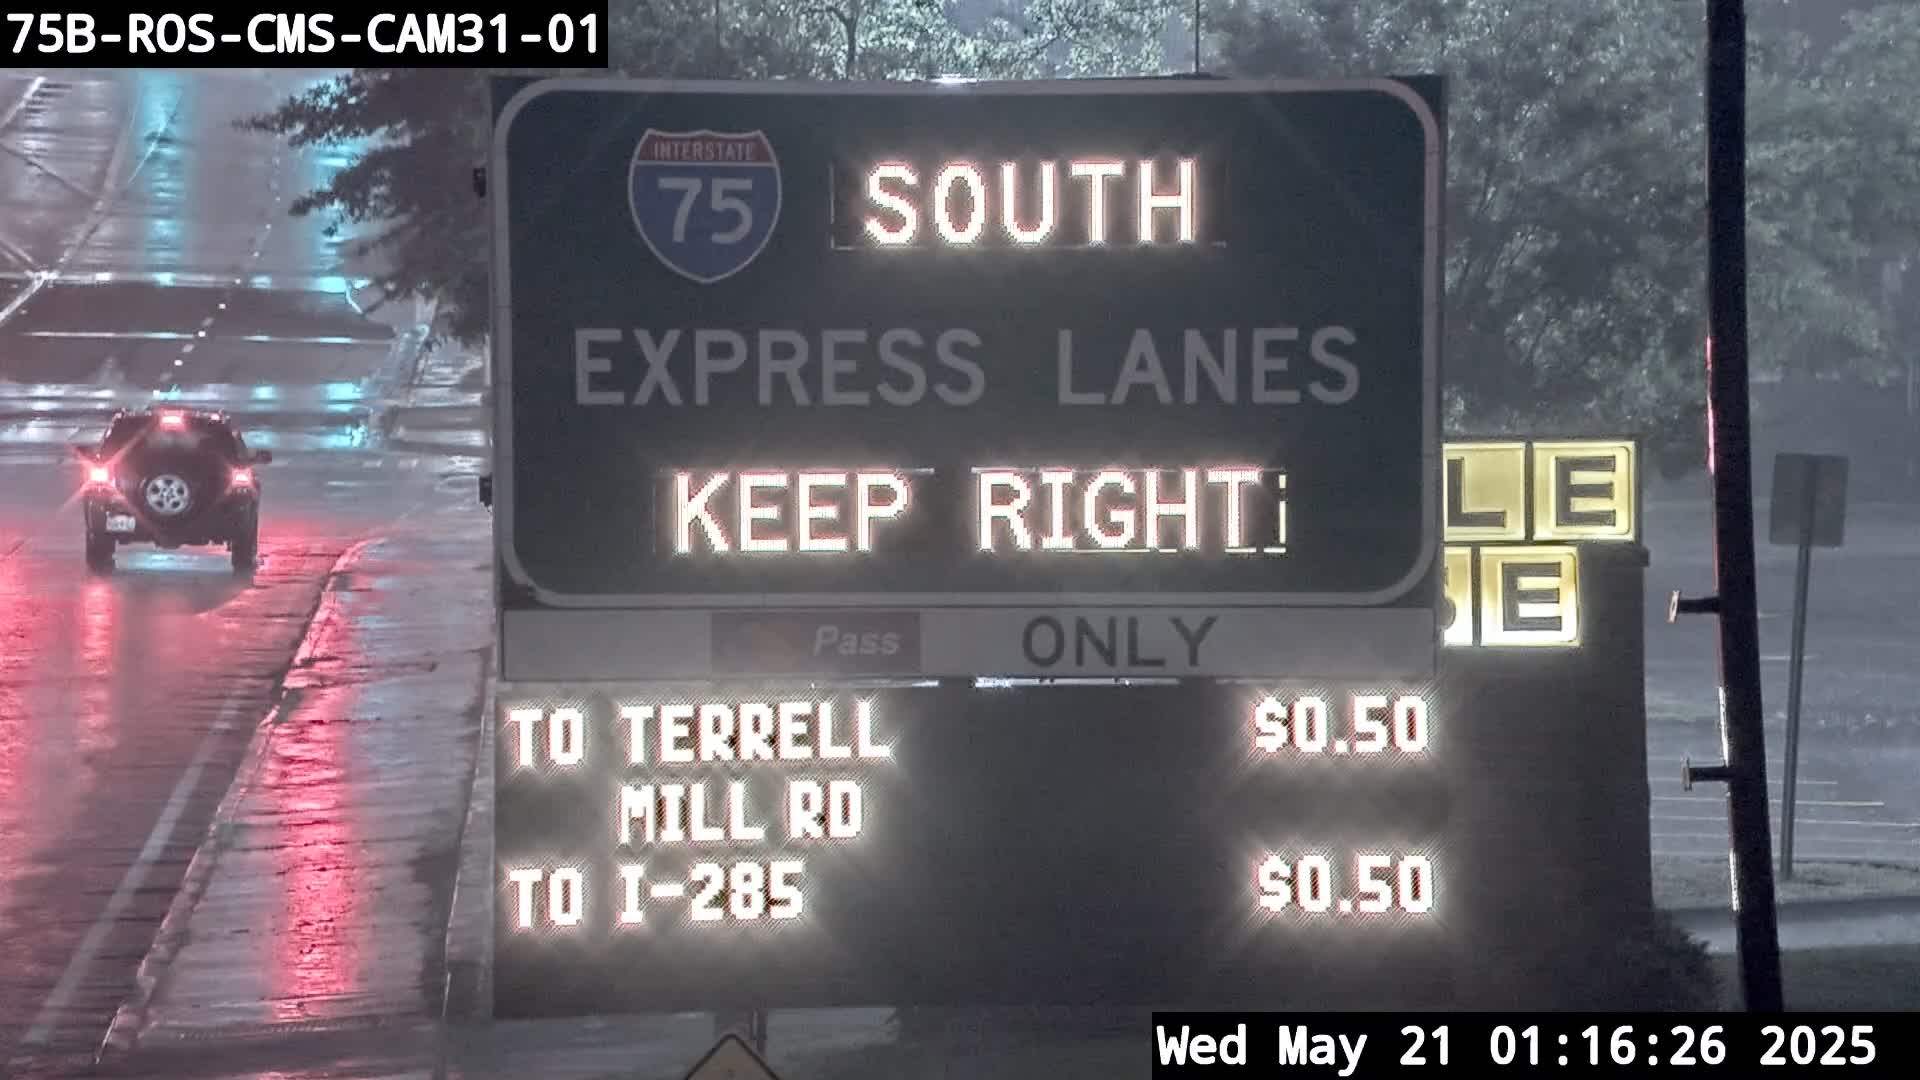 75B-ROS-CMS-CAM31-01
INTERSTATE
75
SOUTH
EXPRESS LANES
KEEP RIGHT
Pass ONLY
TO TERRELL $0.50
MILL RD
TO I-285 $0.50
LE
E
Wed May 21 01:16:26 2025